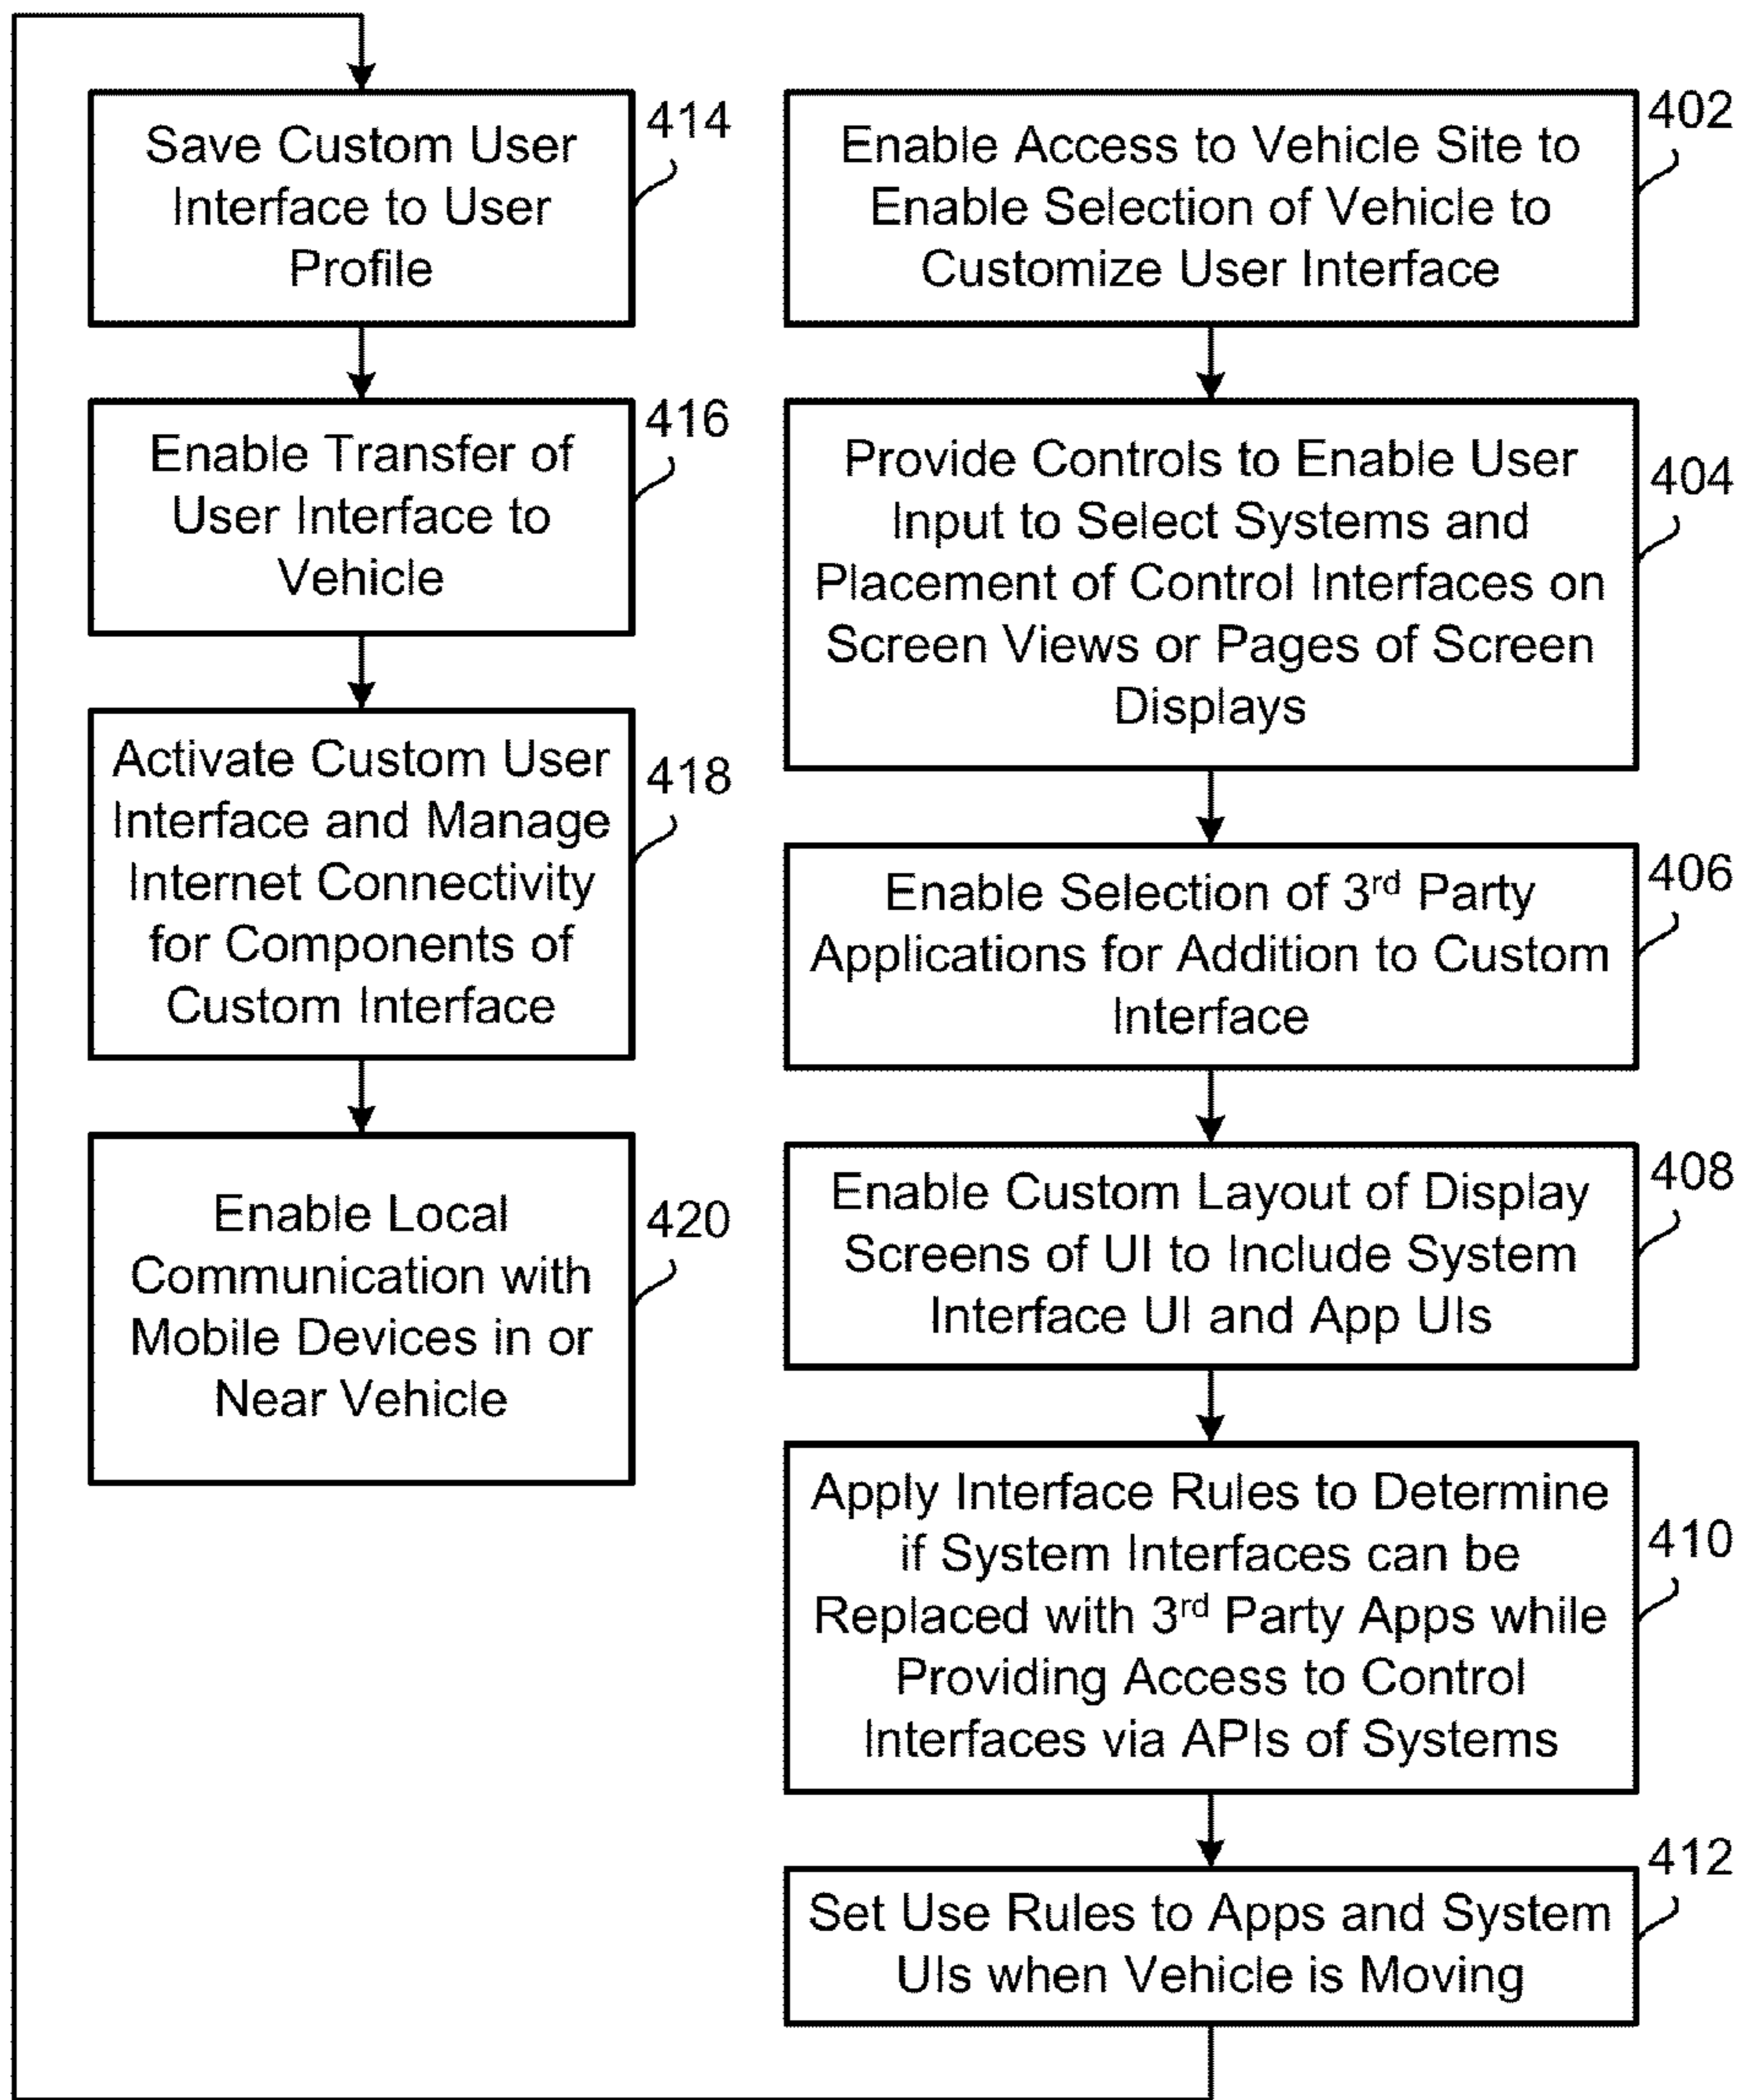 Save Custom User
Interface to User
Profile
414
Enable Transfer of
User Interface to
Vehicle
416
Activate Custom User
Interface and Manage
Internet Connectivity
for Components of
Custom Interface
418
Enable Local
Communication with
Mobile Devices in or
Near Vehicle
420
Enable Access to Vehicle Site to
Enable Selection of Vehicle to
Customize User Interface
402
Provide Controls to Enable User
Input to Select Systems and
Placement of Control Interfaces on
Screen Views or Pages of Screen
Displays
404
Enable Selection of 3rd Party
Applications for Addition to Custom
Interface
406
Enable Custom Layout of Display
Screens of UI to Include System
Interface UI and App UIs
408
Apply Interface Rules to Determine
if System Interfaces can be
Replaced with 3rd Party Apps while
Providing Access to Control
Interfaces via APIs of Systems
410
Set Use Rules to Apps and System
UIs when Vehicle is Moving
412